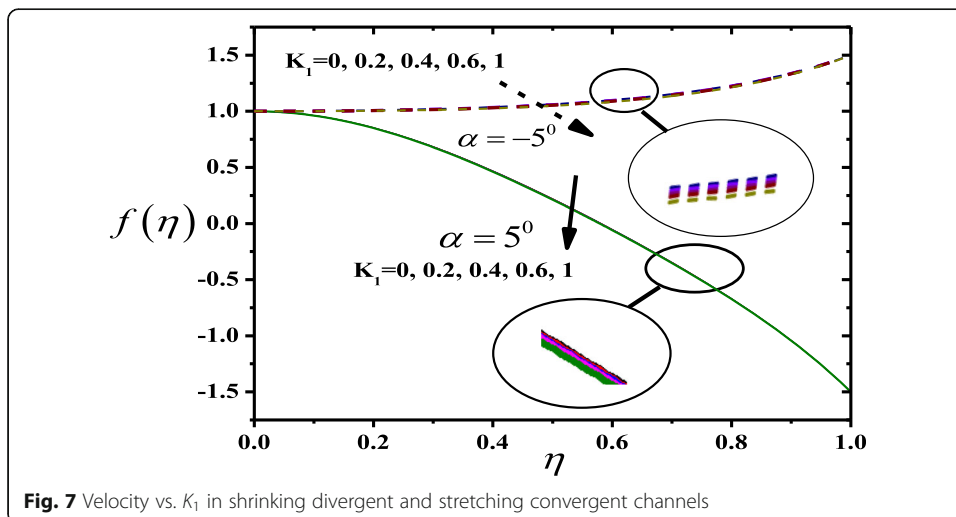 1.5
K₁=0, 0.2, 0.4, 0.6, 1
1.0
α = −5⁰
0.5
f(η)
0.0
α = 5⁰
K₁=0, 0.2, 0.4, 0.6, 1
-0.5
-1.0
-1.5
0.0 0.2 0.4 0.6 0.8 1.0
η
Fig. 7 Velocity vs. K₁ in shrinking divergent and stretching convergent channels